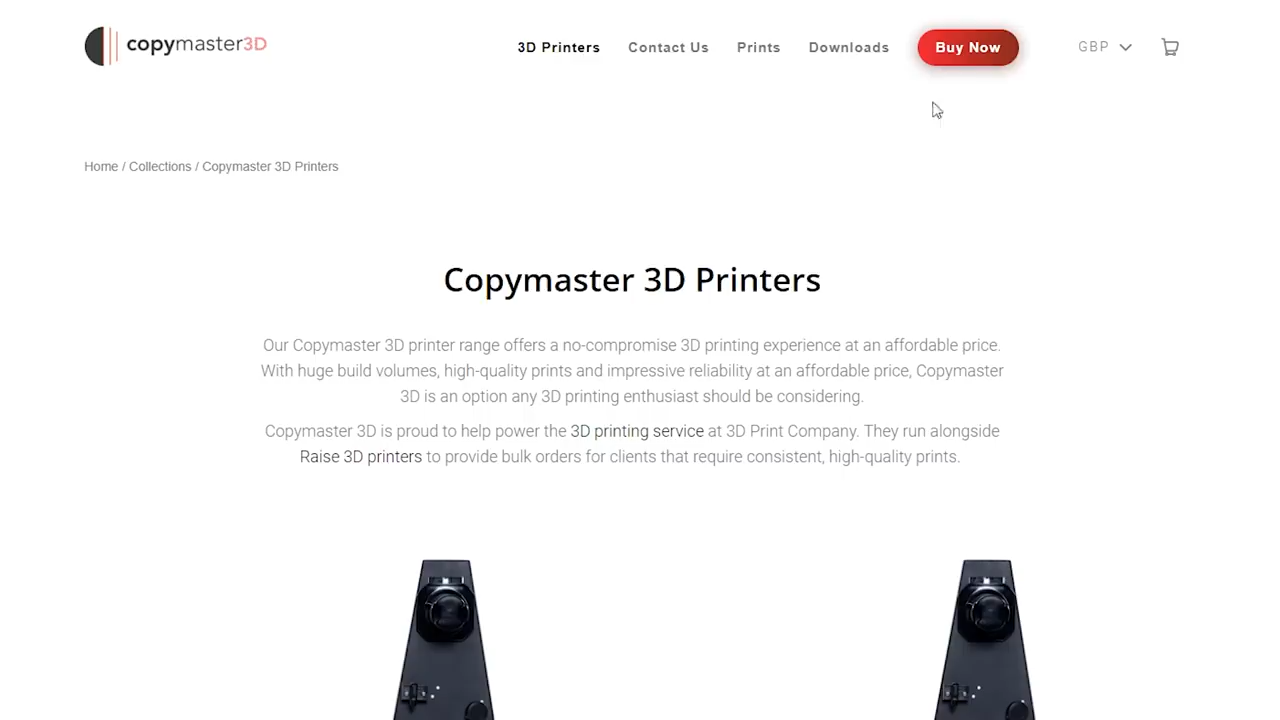 copymaster3D
3D Printers
Contact Us
Prints
Downloads
Buy Now
GBP
Home / Collections / Copymaster 3D Printers
Copymaster 3D Printers
Our Copymaster 3D printer range offers a no-compromise 3D printing experience at an affordable price.
With huge build volumes, high-quality prints and impressive reliability at an affordable price, Copymaster
3D is an option any 3D printing enthusiast should be considering.
Copymaster 3D is proud to help power the 3D printing service at 3D Print Company. They run alongside
Raise 3D printers to provide bulk orders for clients that require consistent, high-quality prints.